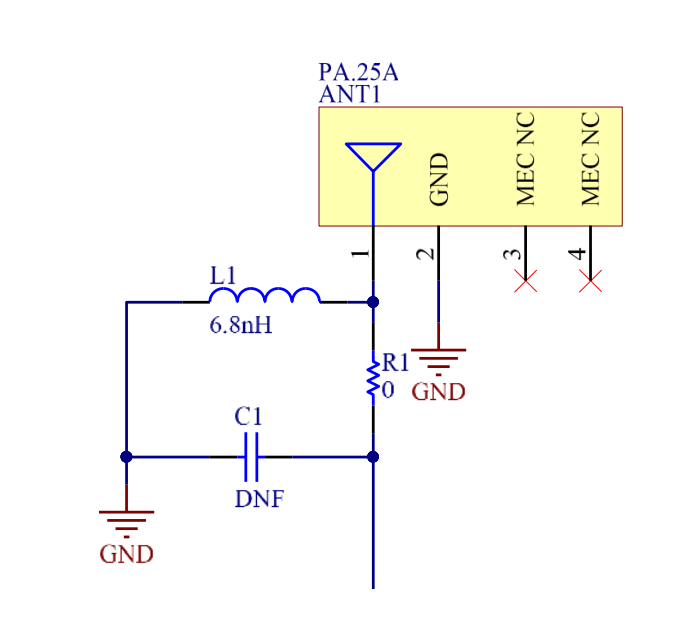 PA.25A
ANT1
GND
MEC NC
MEC NC
1
2
3
4
L1
6.8nH
R1
0
GND
C1
DNF
GND